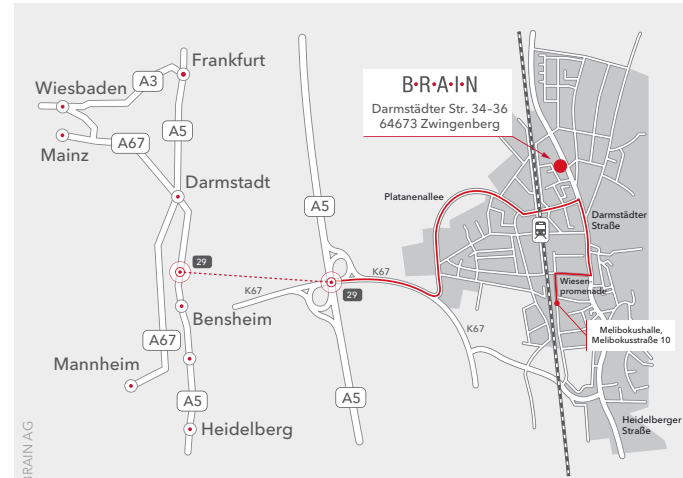 Frankfurt
A3
Wiesbaden
A5
A67
Mainz
Darmstadt
29
Bensheim
A67
Mannheim
A5
Heidelberg
BRAIN AG
A5
K67
K67
29
A5
K67
B•R•A•I•N
Darmstädter Str. 34–36
64673 Zwingenberg
Platanenallee
Darmstädter
Straße
Wiesen-
promenade
Melibokushalle,
Melibokusstraße 10
Heidelberger
Straße